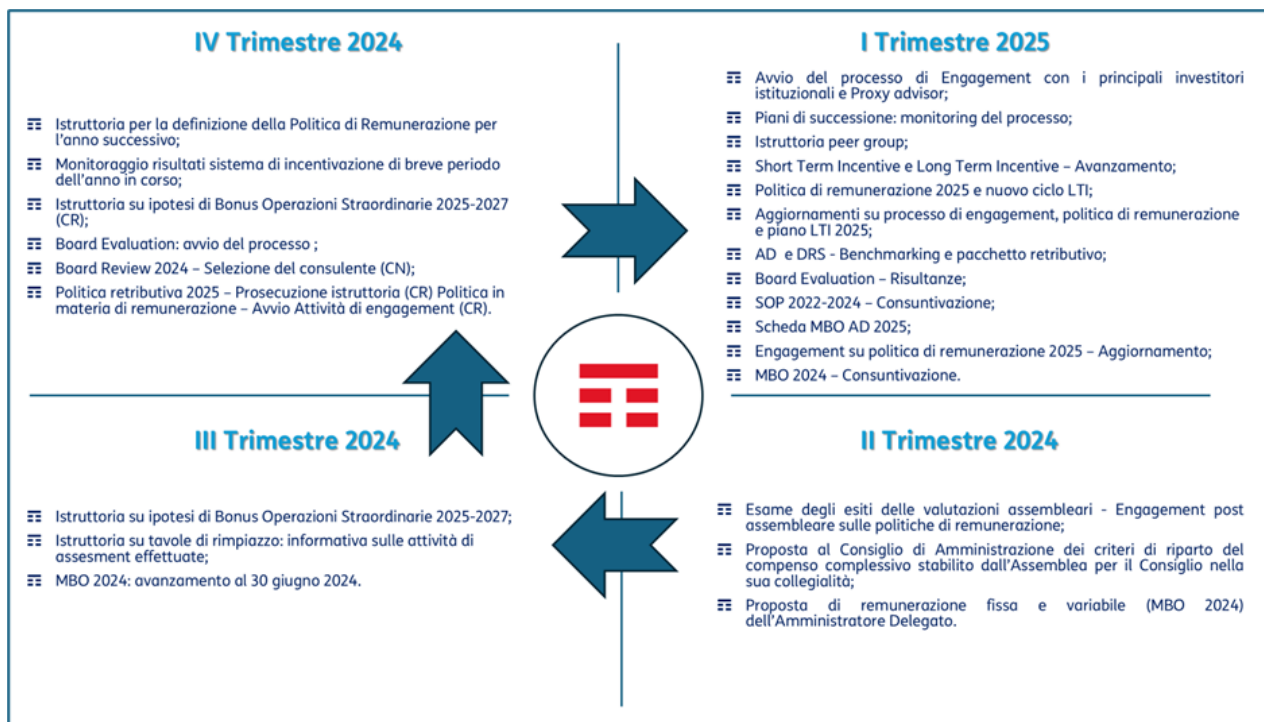 IV Trimestre 2024
Istruttoria per la definizione della Politica di Remunerazione per
l'anno successivo;
Monitoraggio risultati sistema di incentivazione di breve periodo
dell'anno in corso;
Istruttoria su ipotesi di Bonus Operazioni Straordinarie 2025-2027
(CR);
Board Evaluation: avvio del processo ;
Board Review 2024 – Selezione del consulente (CN);
Politica retributiva 2025 – Prosecuzione istruttoria (CR) Politica in
materia di remunerazione – Avvio Attività di engagement (CR).
I Trimestre 2025
Avvio del processo di Engagement con i principali investitori
istituzionali e Proxy advisor;
Piani di successione: monitoring del processo;
Istruttoria peer group;
Short Term Incentive e Long Term Incentive – Avanzamento;
Politica di remunerazione 2025 e nuovo ciclo LTI;
Aggiornamenti su processo di engagement, politica di remunerazione
e piano LTI 2025;
AD e DRS - Benchmarking e pacchetto retributivo;
Board Evaluation – Risultanze;
SOP 2022-2024 – Consuntivazione;
Scheda MBO AD 2025;
Engagement su politica di remunerazione 2025 – Aggiornamento;
MBO 2024 – Consuntivazione.
III Trimestre 2024
Istruttoria su ipotesi di Bonus Operazioni Straordinarie 2025-2027;
Istruttoria su tavole di rimpiazzo: informativa sulle attività di
assesment effettuate;
MBO 2024: avanzamento al 30 giugno 2024.
II Trimestre 2024
Esame degli esiti delle valutazioni assembleari - Engagement post
assembleare sulle politiche di remunerazione;
Proposta al Consiglio di Amministrazione dei criteri di riparto del
compenso complessivo stabilito dall'Assemblea per il Consiglio nella
sua collegialità;
Proposta di remunerazione fissa e variabile (MBO 2024)
dell'Amministratore Delegato.